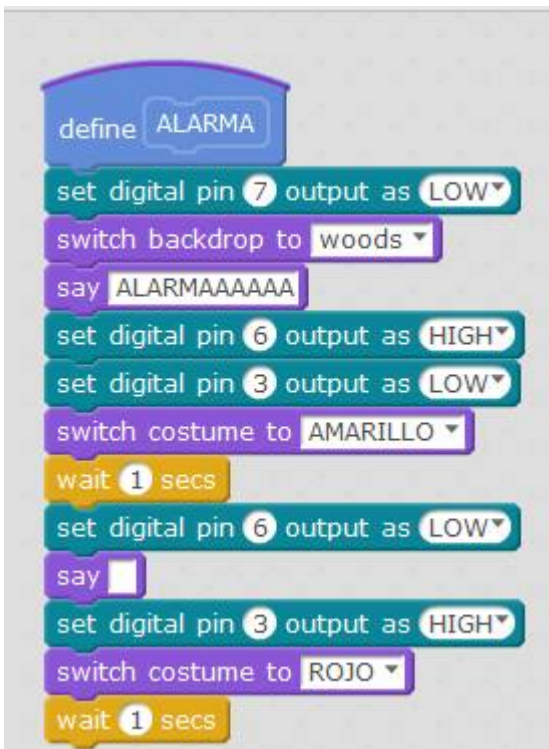 define ALARMA
set digital pin 7 output as LOW
switch backdrop to woods
say ALARMAAAAAA
set digital pin 6 output as HIGH
set digital pin 3 output as LOW
switch costume to AMARILLO
wait 1 secs
set digital pin 6 output as LOW
say
set digital pin 3 output as HIGH
switch costume to ROJO
wait 1 secs